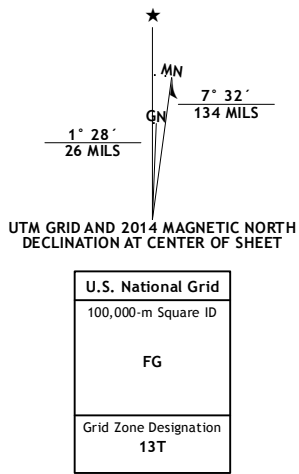 ★
MN
GN
7° 32´
134 MILS
1° 28´
26 MILS
UTM GRID AND 2014 MAGNETIC NORTH
DECLINATION AT CENTER OF SHEET
U.S. National Grid
100,000-m Square ID
FG
Grid Zone Designation
13T